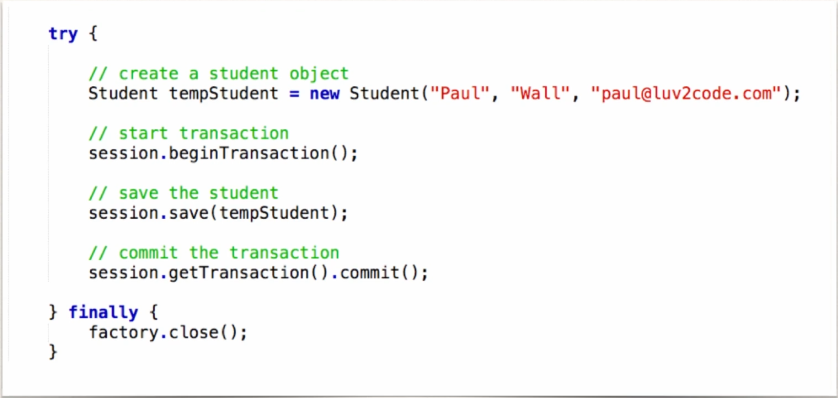 try {
// create a student object
Student tempStudent = new Student("Paul", "Wall", "paul@luv2code.com");
// start transaction
session.beginTransaction();
// save the student
session.save(tempStudent);
// commit the transaction
session.getTransaction().commit();
} finally {
factory.close();
}